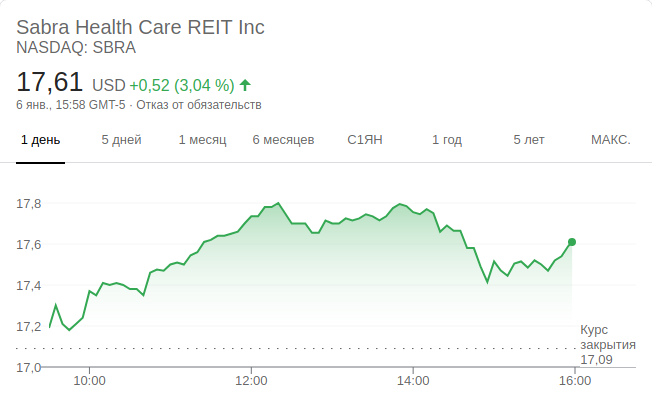 Sabra Health Care REIT Inc
NASDAQ: SBRA
17,61 USD +0,52 (3,04 %)
6 янв., 15:58 GMT-5 · Отказ от обязательств
1 день 5 дней 1 месяц 6 месяцев С1ЯН 1 год 5 лет МАКС.
17,8
17,6
17,4
17,2
Курс
закрытия
17,09
17,0
10:00 12:00 14:00 16:00